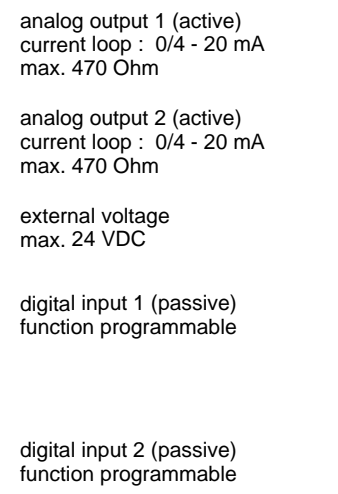 analog output 1 (active)
current loop :  0/4 - 20 mA
max. 470 Ohm
analog output 2 (active)
current loop :  0/4 - 20 mA
max. 470 Ohm
external voltage
max. 24 VDC
digital input 1 (passive)
function programmable
digital input 2 (passive)
function programmable